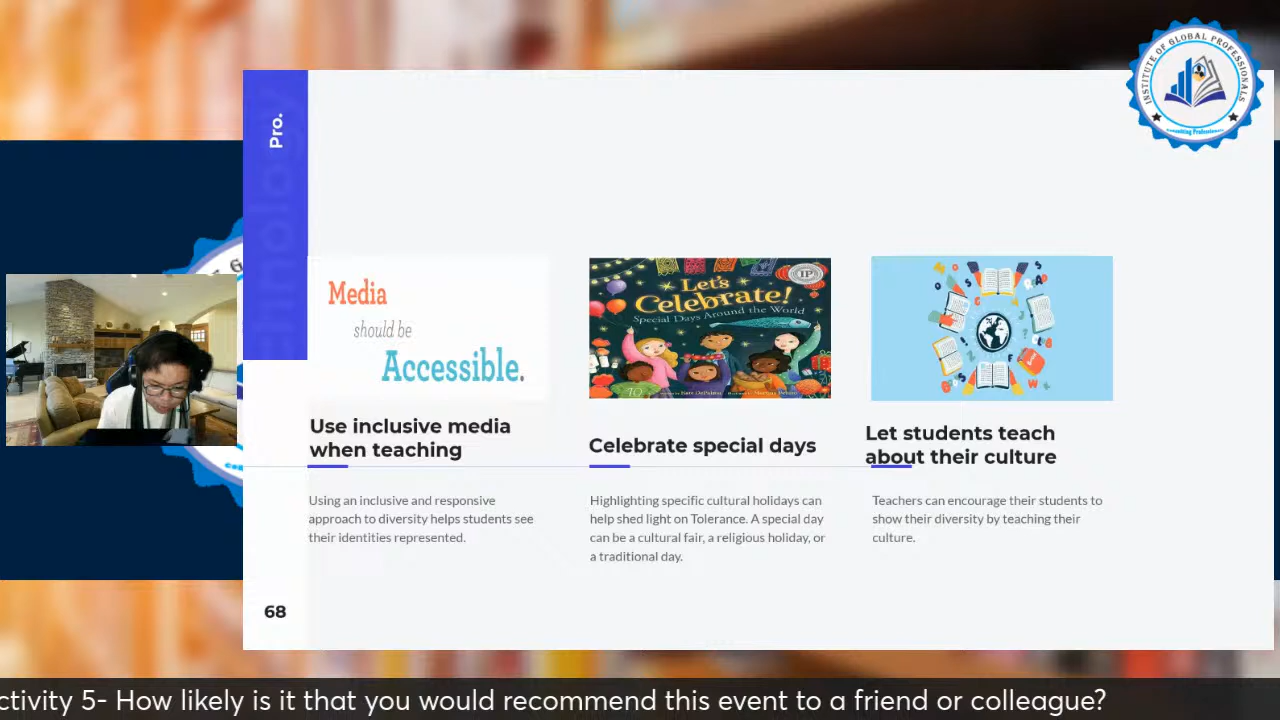 Pro.
INSTITUTE OF GLOBAL PROFESSIONALS
Media
should be
Accessible.
Let's
Celebrate!
Special Days Around the World
Use inclusive media
when teaching
Celebrate special days
Let students teach
about their culture
Using an inclusive and responsive
approach to diversity helps students see
their identities represented.
Highlighting specific cultural holidays can
help shed light on Tolerance. A special day
can be a cultural fair, a religious holiday, or
a traditional day.
Teachers can encourage their students to
show their diversity by teaching their
culture.
68
ctivity 5- How likely is it that you would recommend this event to a friend or colleague?